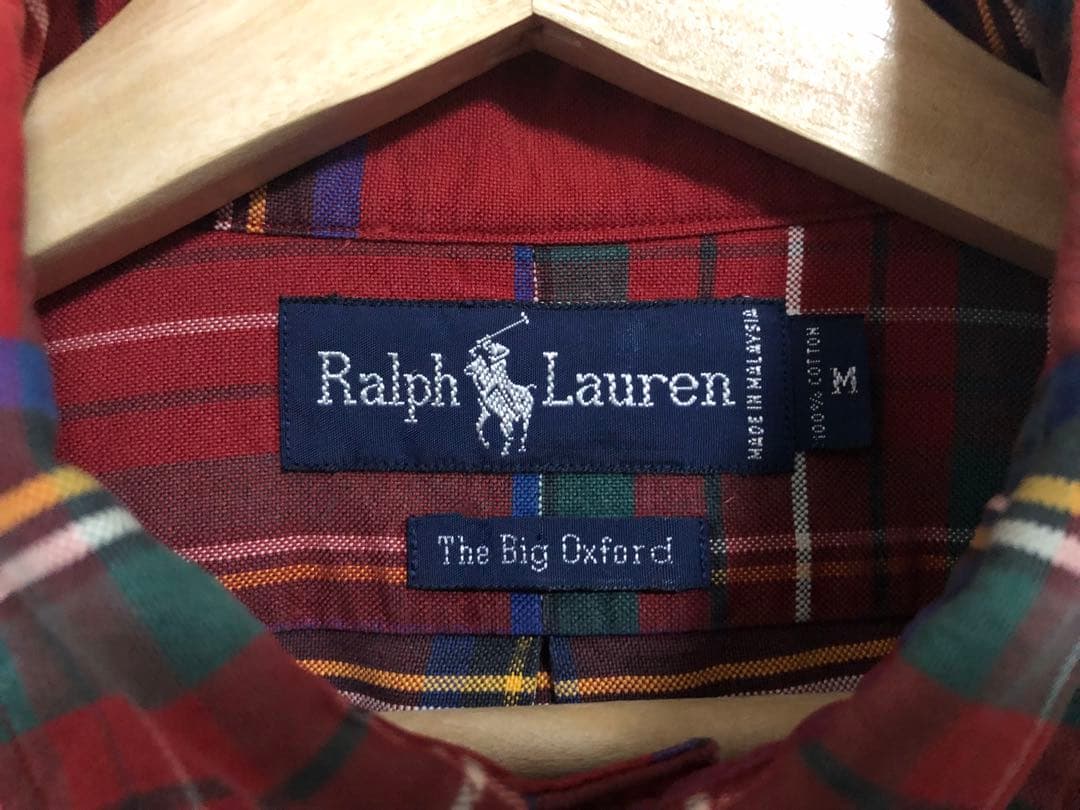 Ralph Lauren
MADE IN MALAYSIA
100% COTTON
M
The Big Oxford